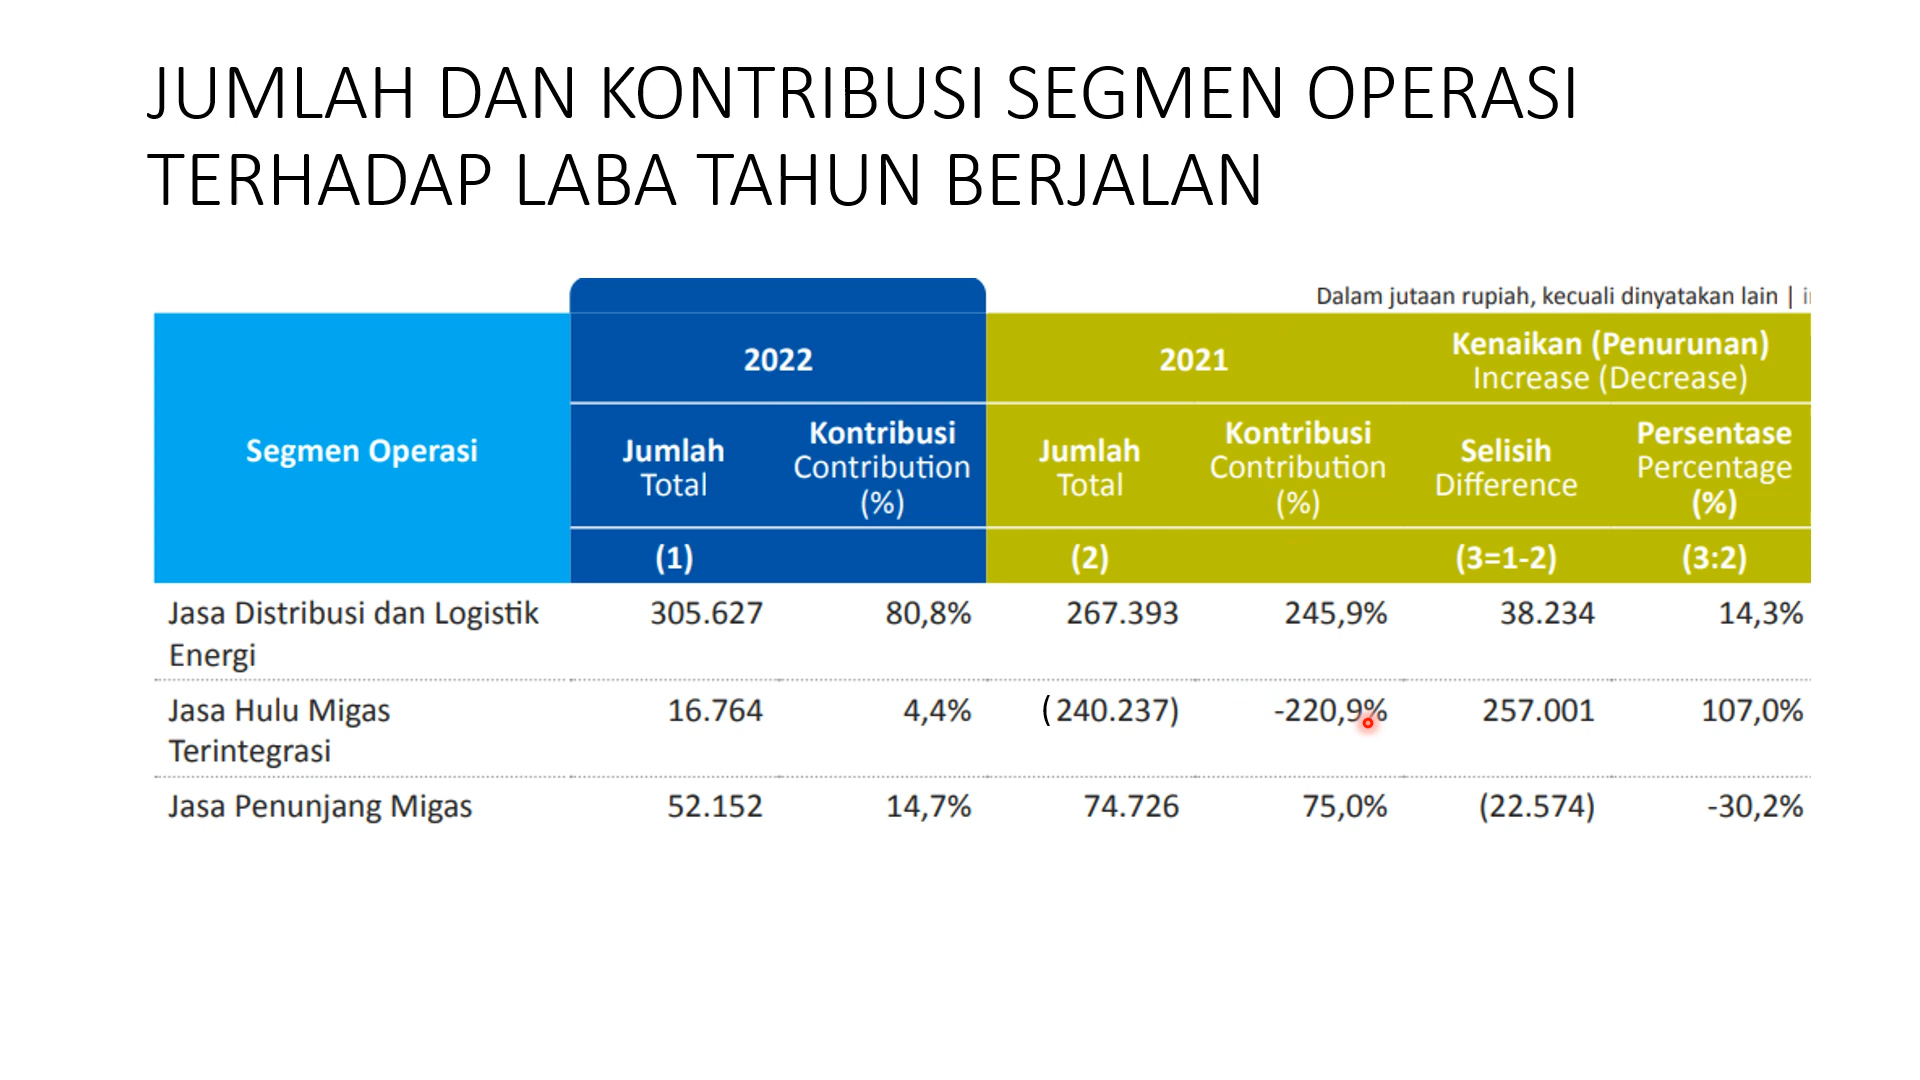 JUMLAH DAN KONTRIBUSI SEGMEN OPERASI
TERHADAP LABA TAHUN BERJALAN
Dalam jutaan rupiah, kecuali dinyatakan lain |
Segmen Operasi
2022
2021
Kenaikan (Penurunan)
Increase (Decrease)
Jumlah
Total
Kontribusi
Contribution
(%)
Jumlah
Total
Kontribusi
Contribution
(%)
Selisih
Difference
Persentase
Percentage
(%)
(1)
(2)
(3=1-2)
(3:2)
Jasa Distribusi dan Logistik
Energi
305.627 80,8% 267.393 245,9% 38.234 14,3%
Jasa Hulu Migas
Terintegrasi
16.764 4,4% (240.237) -220,9% 257.001 107,0%
Jasa Penunjang Migas 52.152 14,7% 74.726 75,0% (22.574) -30,2%